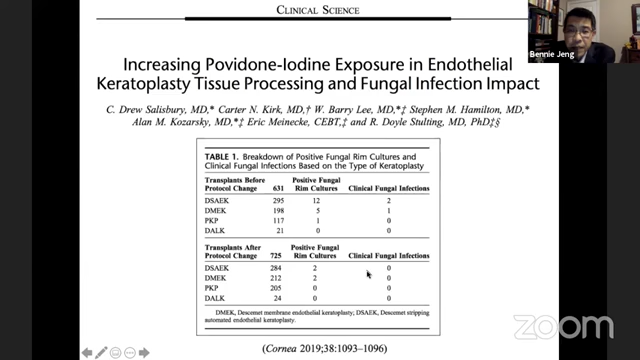 CLINICAL SCIENCE
Bennie Jeng
Increasing Povidone-Iodine Exposure in Endothelial
Keratoplasty Tissue Processing and Fungal Infection Impact
C. Drew Salisbury, MD,* Carter N. Kirk, MD,† W. Barry Lee, MD,*‡ Stephen M. Hamilton, MD,*
Alan M. Kozarsky, MD,*‡ Eric Meinecke, CEBT,‡ and R. Doyle Stulting, MD, PhD‡§
TABLE 1. Breakdown of Positive Fungal Rim Cultures and
Clinical Fungal Infections Based on the Type of Keratoplasty
Transplants Before Protocol Change 631 Positive Fungal Rim Cultures Clinical Fungal Infections
DSAEK 295 12 2
DMEK 198 5 1
PKP 117 1 0
DALK 21 0 0
Transplants After Protocol Change 725 Positive Fungal Rim Cultures Clinical Fungal Infections
DSAEK 284 2 0
DMEK 212 2 0
PKP 205 0 0
DALK 24 0 0
DMEK, Descemet membrane endothelial keratoplasty; DSAEK, Descemet stripping
automated endothelial keratoplasty.
(Cornea 2019;38:1093–1096)
zoom